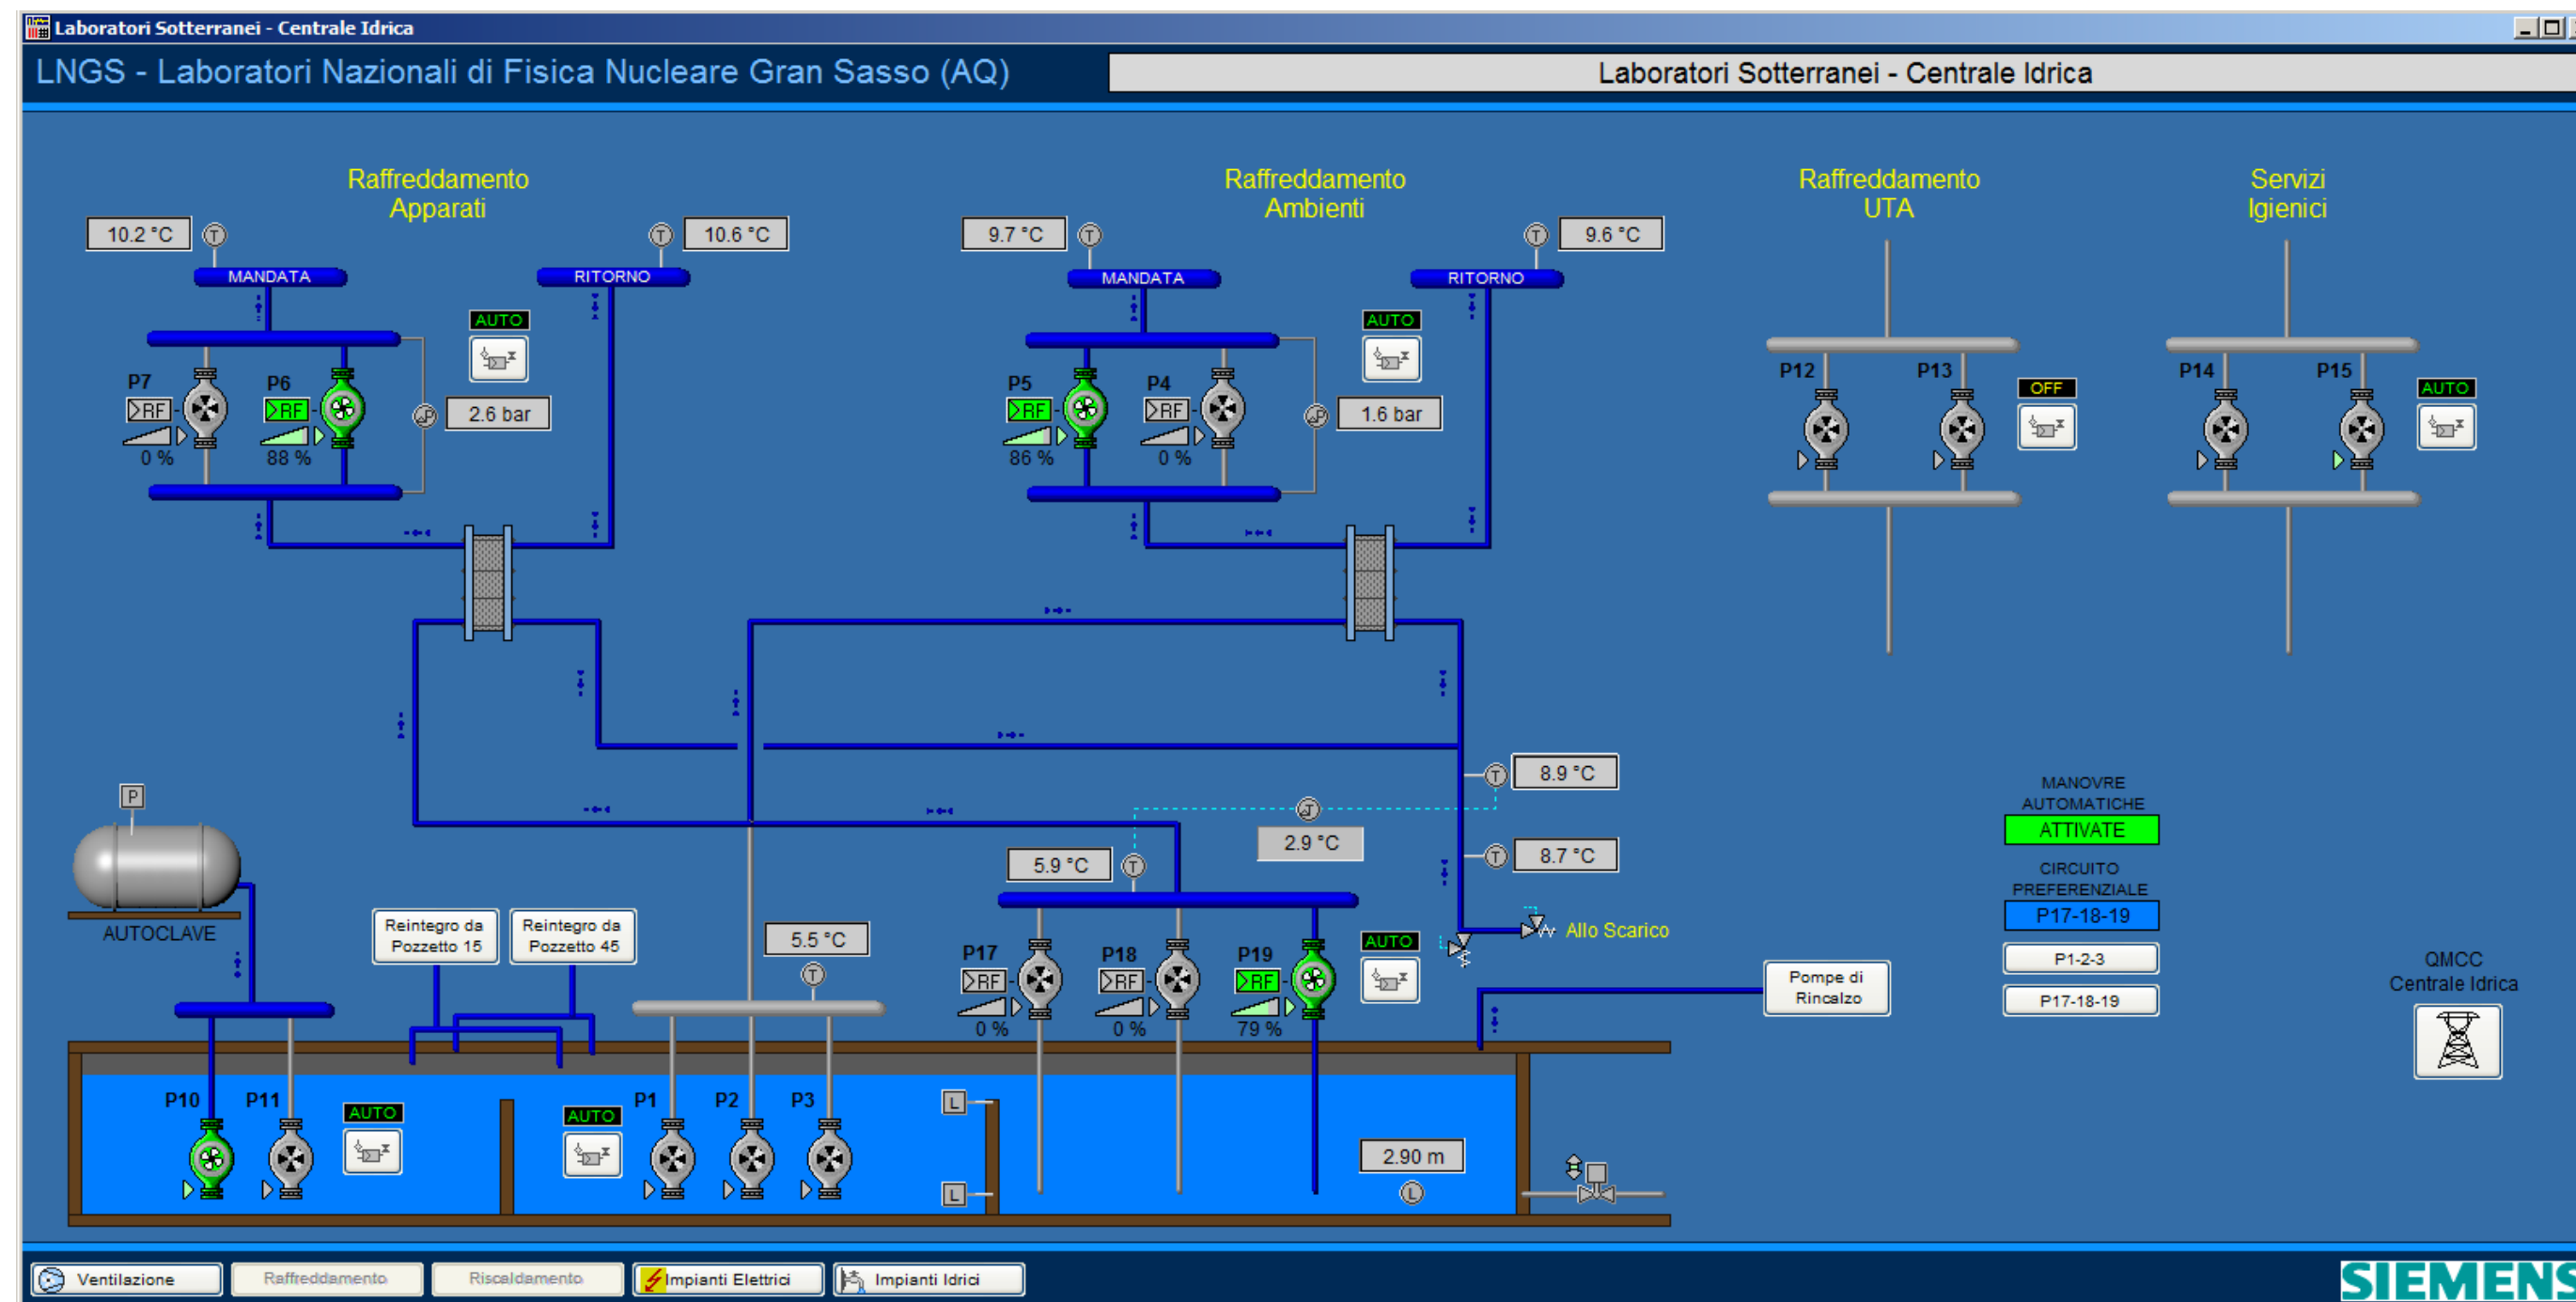 Laboratori Sotterranei - Centrale Idrica
LNGS - Laboratori Nazionali di Fisica Nucleare Gran Sasso (AQ)
Laboratori Sotterranei - Centrale Idrica
Raffreddamento
Apparati
Raffreddamento
Ambienti
Raffreddamento
UTA
Servizi
Igienici
10.2 °C
T
T
10.6 °C
9.7 °C
T
T
9.6 °C
MANDATA
RITORNO
MANDATA
RITORNO
AUTO
AUTO
P7
RF
0 %
P6
RF
88 %
P
2.6 bar
P5
RF
86 %
P4
RF
0 %
P
1.6 bar
P12
P13
OFF
P14
P15
AUTO
T
8.9 °C
2.9 °C
T
8.7 °C
5.9 °C
T
MANOVRE
AUTOMATICHE
ATTIVATE
CIRCUITO
PREFERENZIALE
P17-18-19
P1-2-3
P17-18-19
P
AUTOCLAVE
Reintegro da
Pozzetto 15
Reintegro da
Pozzetto 45
5.5 °C
T
P17
RF
0 %
P18
RF
0 %
P19
RF
79 %
AUTO
Allo Scarico
Pompe di
Rincalzo
QMCC
Centrale Idrica
P10
P11
AUTO
AUTO
P1
P2
P3
L
L
2.90 m
L
Ventilazione
Raffreddamento
Riscaldamento
Impianti Elettrici
Impianti Idrici
SIEMENS